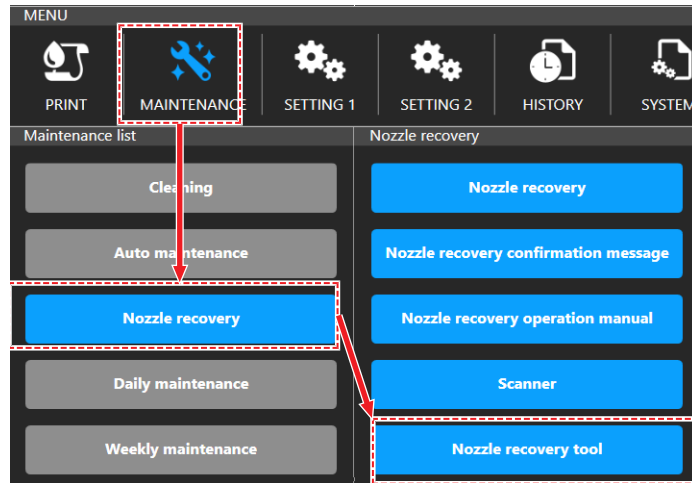 MENU
PRINT
MAINTENANCE
SETTING 1
SETTING 2
HISTORY
SYSTEM
Maintenance list
Nozzle recovery
Cleaning
Nozzle recovery
Auto maintenance
Nozzle recovery confirmation message
Nozzle recovery
Nozzle recovery operation manual
Daily maintenance
Scanner
Weekly maintenance
Nozzle recovery tool